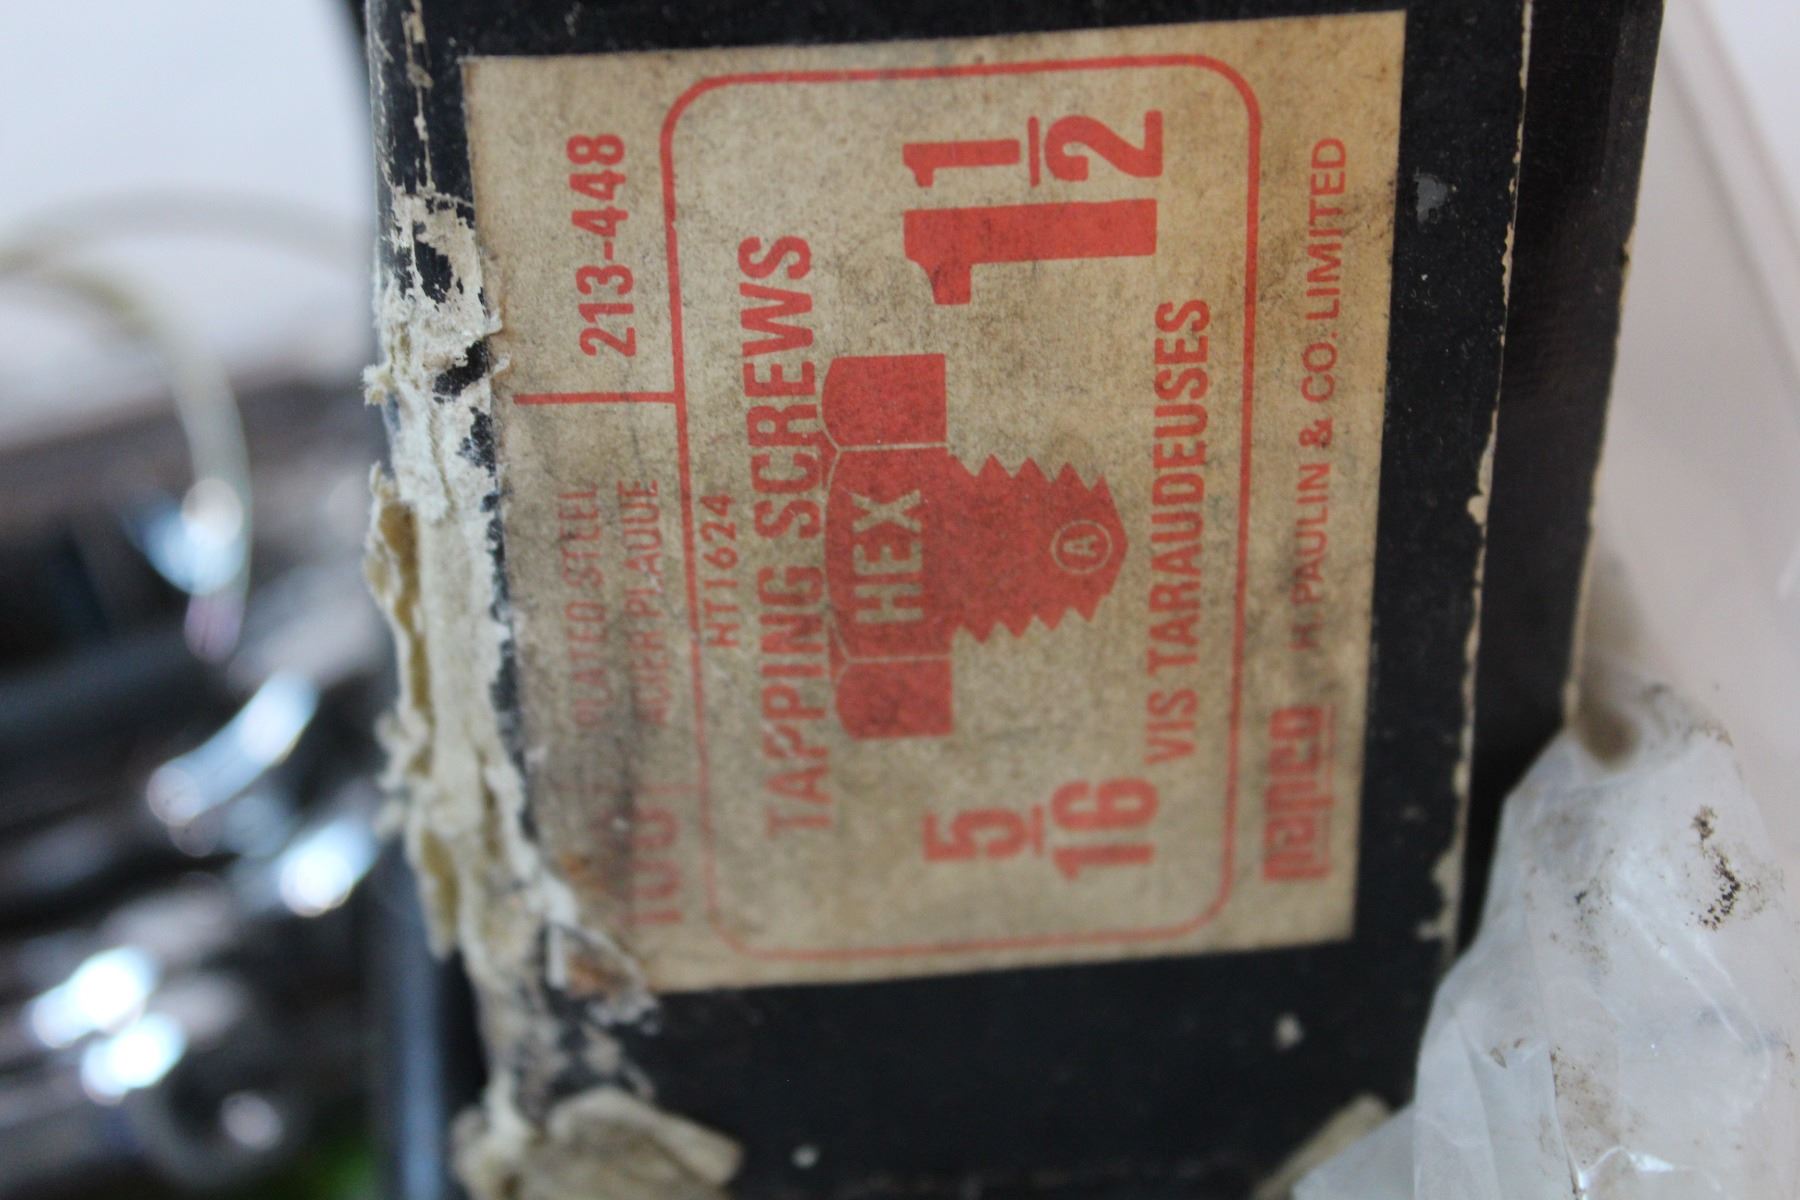 100 PLATED STEEL
ACIER PLAQUE
213-448
HT1624
TAPPING SCREWS
5/16 HEX 1 1/2
A
VIS TARAUDEUSES
H. PAULIN & CO. LIMITED